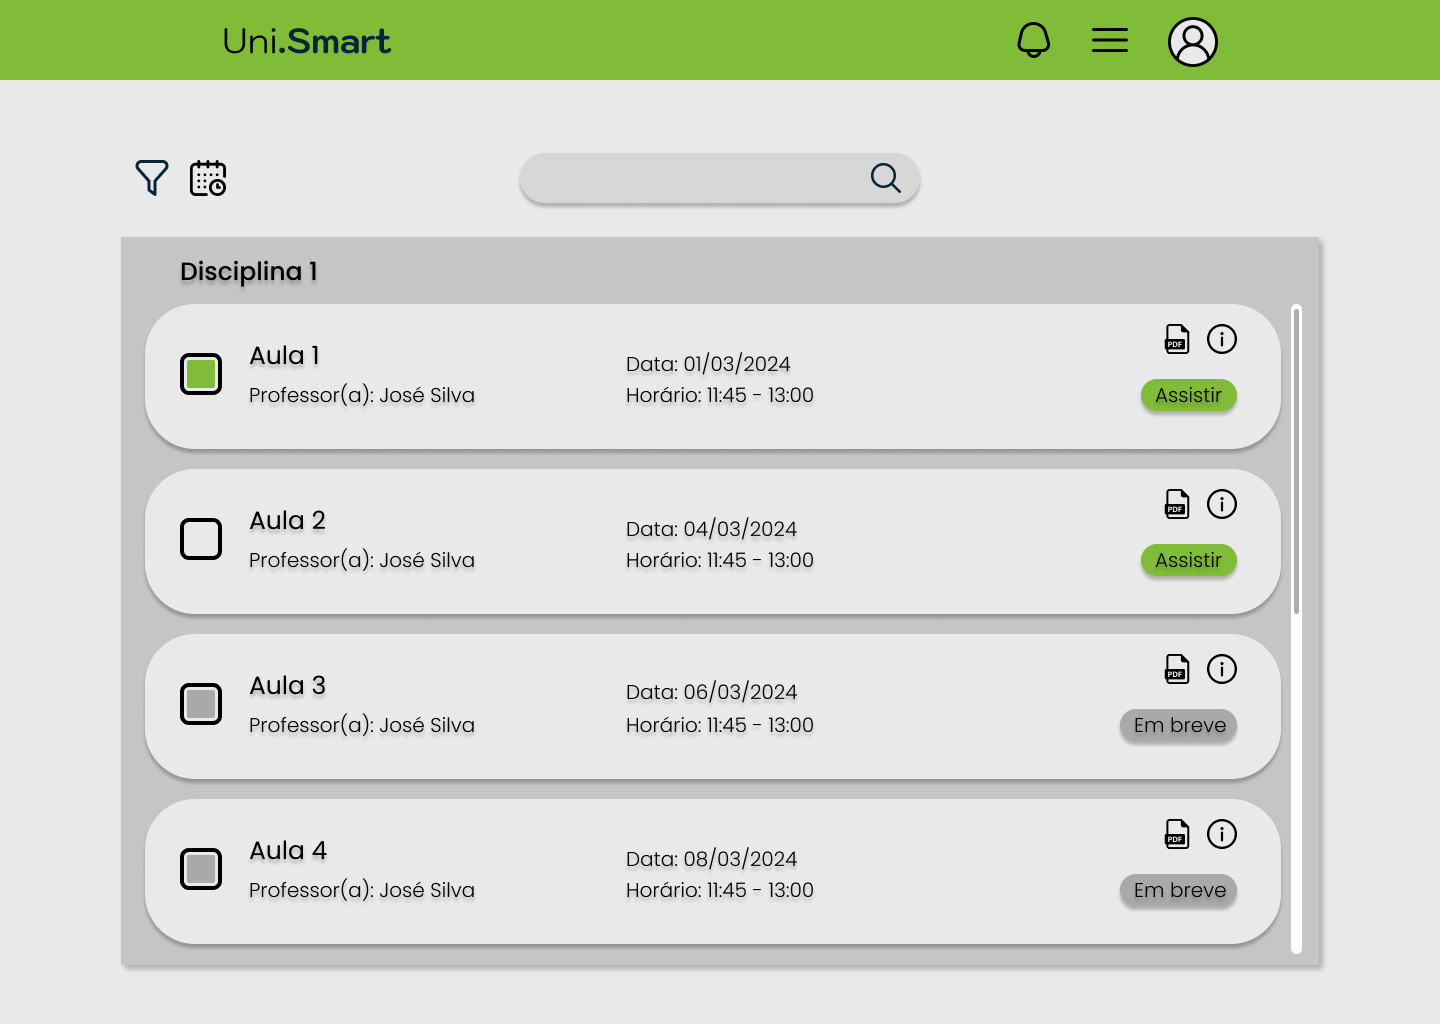 Uni.Smart
Disciplina 1
Aula 1
Professor(a): José Silva
Data: 01/03/2024
Horário: 11:45 - 13:00
PDF
Assistir
Aula 2
Professor(a): José Silva
Data: 04/03/2024
Horário: 11:45 - 13:00
PDF
Assistir
Aula 3
Professor(a): José Silva
Data: 06/03/2024
Horário: 11:45 - 13:00
PDF
Em breve
Aula 4
Professor(a): José Silva
Data: 08/03/2024
Horário: 11:45 - 13:00
PDF
Em breve